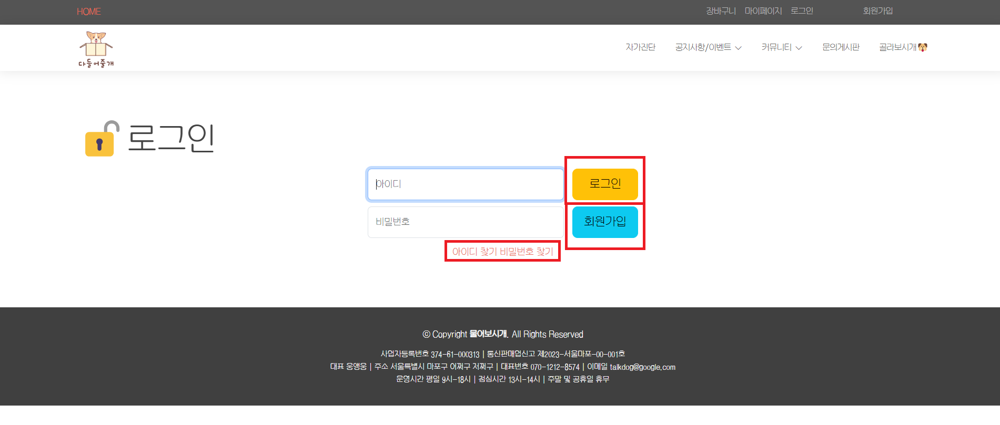 HOME 장바구니 마이페이지 로그인 회원가입
다들어줄개
자가진단 공지사항/이벤트 커뮤니티 문의게시판 골라보시개
로그인
아이디 로그인
비밀번호 회원가입
아이디 찾기 비밀번호 찾기
© Copyright 물어보시개. All Rights Reserved
사업자등록번호 374-61-000313 | 통신판매업신고 제2023-서울마포-00-001호
대표 웅앵웅 | 주소 서울특별시 마포구 어쩌구 저쩌구 | 대표번호 070-1212-8574 | 이메일 talkdog@google.com
운영시간 평일 9시-18시 | 점심시간 13시-14시 | 주말 및 공휴일 휴무